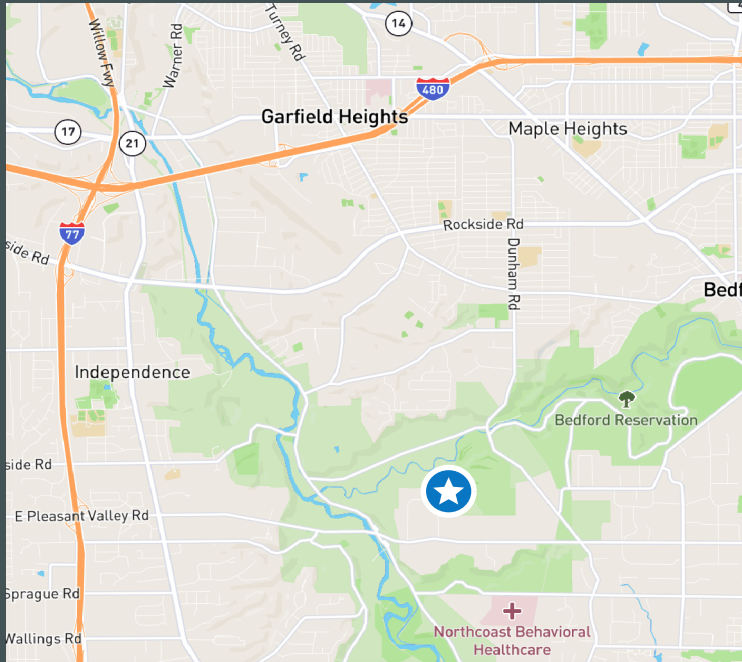 Willow Fwy
Warner Rd
Turney Rd
14
4
480
Garfield Heights
17
21
Maple Heights
77
side Rd
Rockside Rd
Dunham Rd
Bedf
Independence
Bedford Reservation
side Rd
E Pleasant Valley Rd
Sprague Rd
Northcoast Behavioral
Healthcare
Wallings Rd